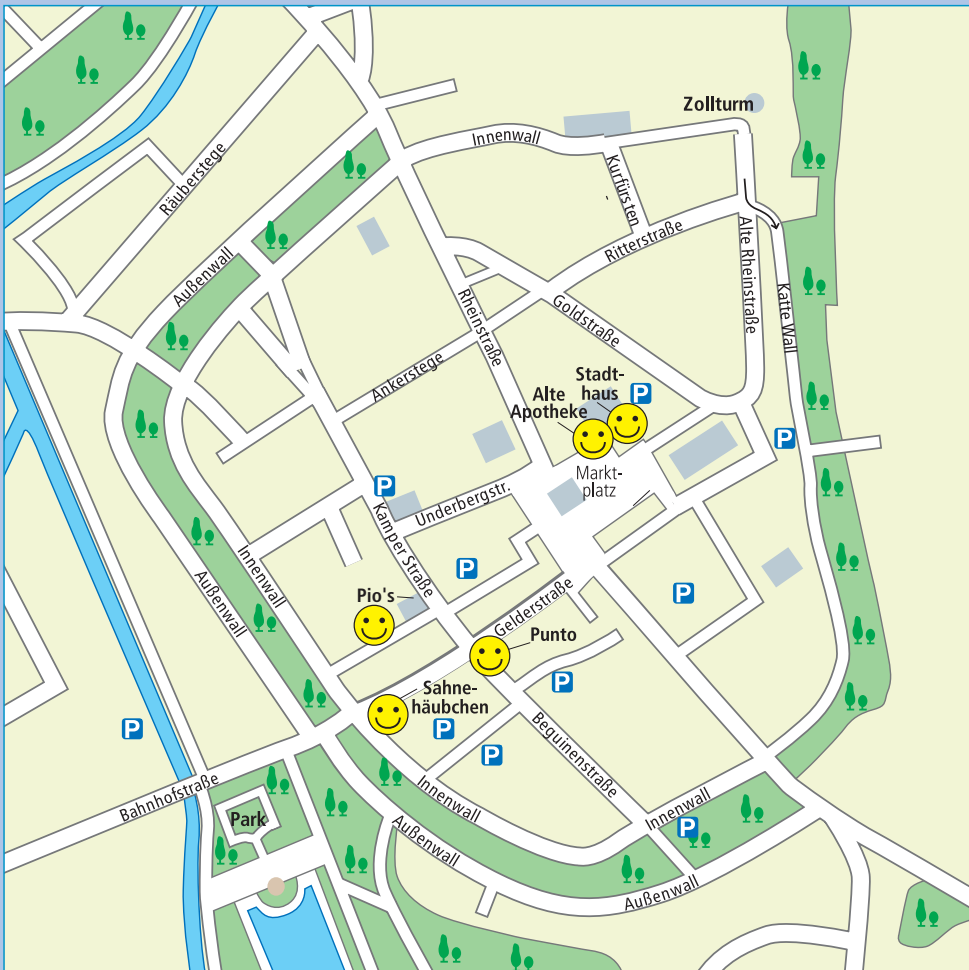 Zollturm
Innenwall
Kurfürsten
Räuberstege
Ritterstraße
Alte Rheinstraße
Außenwall
Katte Wall
Rheinstraße
Goldstraße
Ankerstege
Stadt-
haus
P
Alte
Apotheke
P
Markt-
platz
P
Underbergstr.
Kamper Straße
Innenwall
P
Außenwall
Gelderstraße
P
Pio's
Punto
Sahne-
häubchen
P
P
P
P
Bequinenstraße
Bahnhofstraße
Innenwall
Innenwall
Park
P
Außenwall
Außenwall